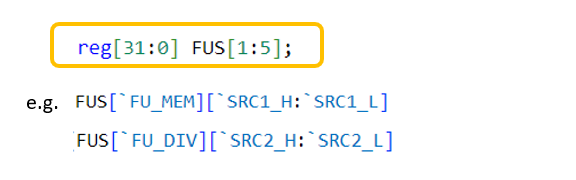 reg[31:0] FUS[1:5];
e.g. FUS[`FU_MEM][`SRC1_H:`SRC1_L]
FUS[`FU_DIV][`SRC2_H:`SRC2_L]